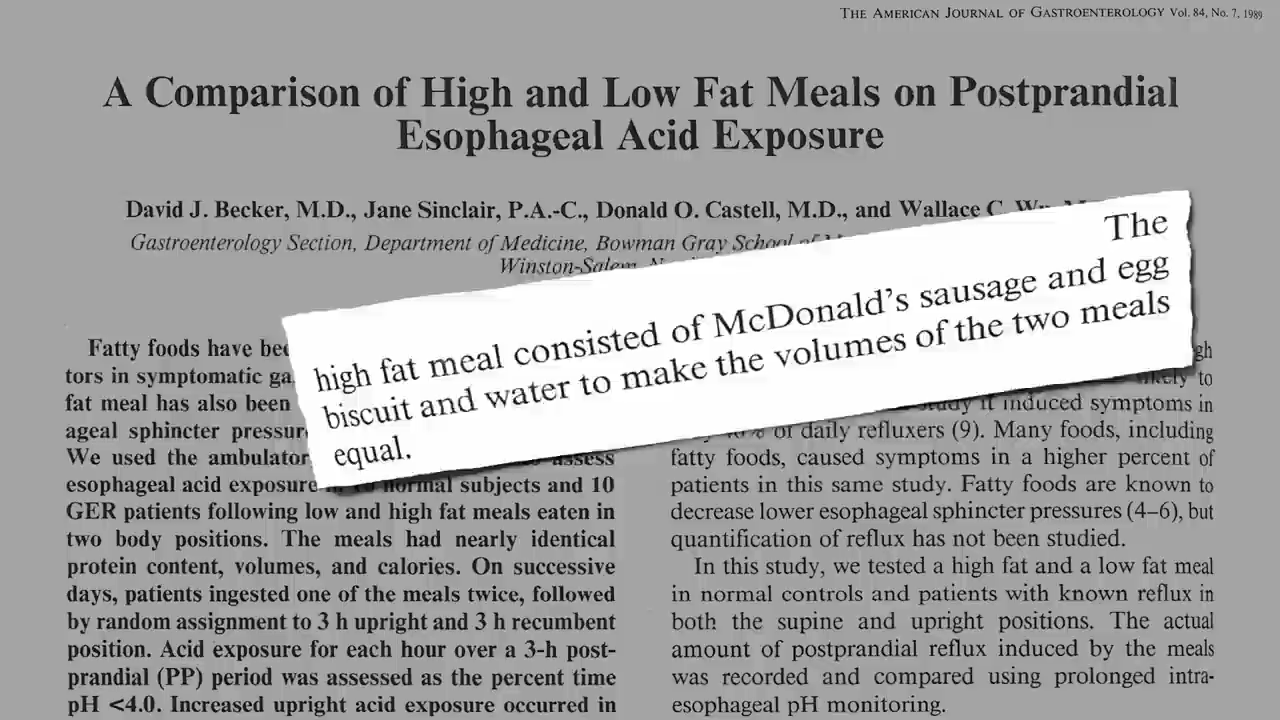 THE AMERICAN JOURNAL OF GASTROENTEROLOGY Vol. 84, No. 7, 1989
A Comparison of High and Low Fat Meals on Postprandial
Esophageal Acid Exposure
David J. Becker, M.D., Jane Sinclair, P.A.-C., Donald O. Castell, M.D., and Wallace C.
Gastroenterology Section, Department of Medicine, Bowman Gray School of
Winston-Salem,
The
high fat meal consisted of McDonald's sausage and egg
biscuit and water to make the volumes of the two meals
equal.
Fatty foods have
tors in symptomatic
fat meal has also been
ageal sphincter
We used the assess
esophageal acid exposure normal subjects and 10
GER patients following low and high fat meals eaten in
two body positions. The meals had nearly identical
protein content, volumes, and calories. On successive
days, patients ingested one of the meals twice, followed
by random assignment to 3 h upright and 3 h recumbent
position. Acid exposure for each hour over a 3-h post-
prandial (PP) period was assessed as the percent time
pH <4.0. Increased upright acid exposure occurred in
to
study it induced symptoms in
of daily refluxers (9). Many foods, including
fatty foods, caused symptoms in a higher percent of
patients in this same study. Fatty foods are known to
decrease lower esophageal sphincter pressures (4–6), but
quantification of reflux has not been studied.
In this study, we tested a high fat and a low fat meal
in normal controls and patients with known reflux in
both the supine and upright positions. The actual
amount of postprandial reflux induced by the meals
was recorded and compared using prolonged intra-
esophageal pH monitoring.